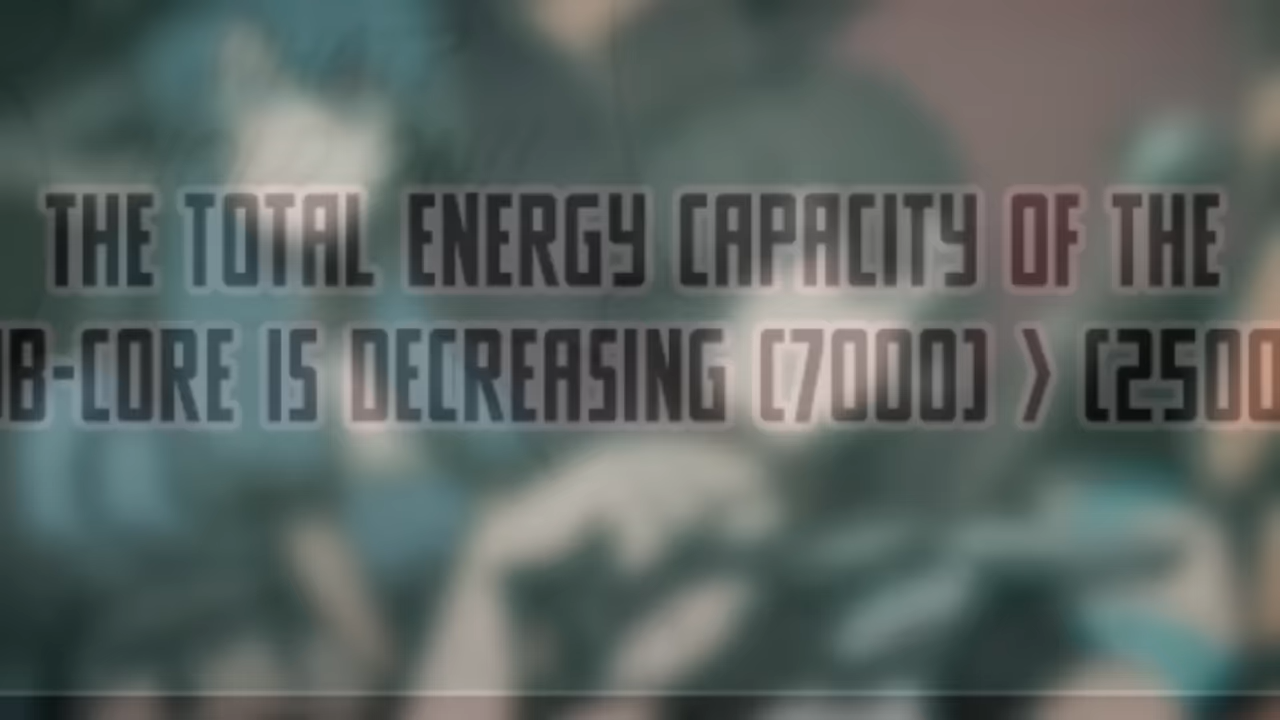 THE TOTAL ENERGY CAPACITY OF THE
IS DECREASING [7000] > [2500